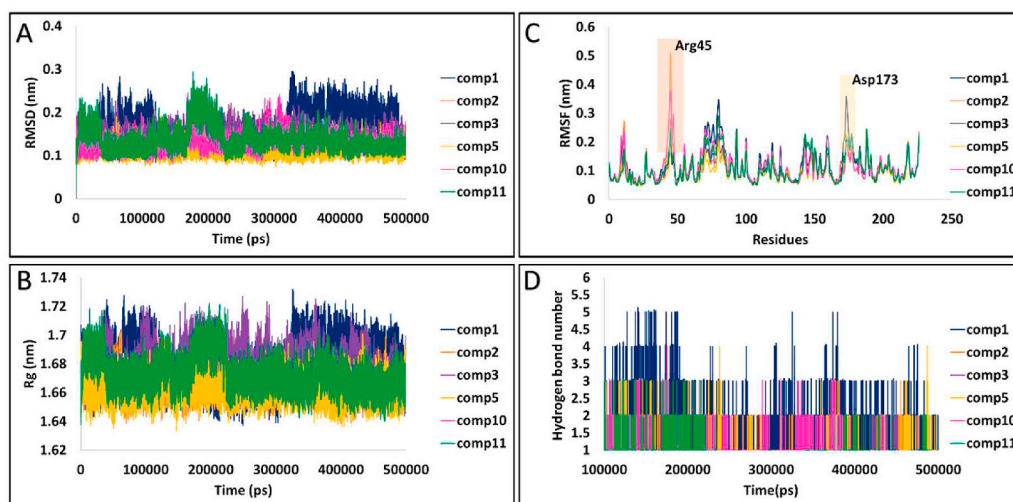 A
RMSD (nm)
0.4
0.3
0.2
0.1
0
0 100000 200000 300000 400000 500000
Time (ps)
comp1
comp2
comp3
comp5
comp10
comp11
C
RMSF (nm)
0.6
0.5
0.4
0.3
0.2
0.1
0
0 50 100 150 200 250
Residues
Arg45
Asp173
comp1
comp2
comp3
comp5
comp10
comp11
B
Rg (nm)
1.74
1.72
1.7
1.68
1.66
1.64
1.62
0 100000 200000 300000 400000 500000
Time (ps)
comp1
comp2
comp3
comp5
comp10
comp11
D
Hydrogen bond number
6
5.5
5
4.5
4
3.5
3
2.5
2
1.5
1
100000 200000 300000 400000 500000
Time(ps)
comp1
comp2
comp3
comp5
comp10
comp11